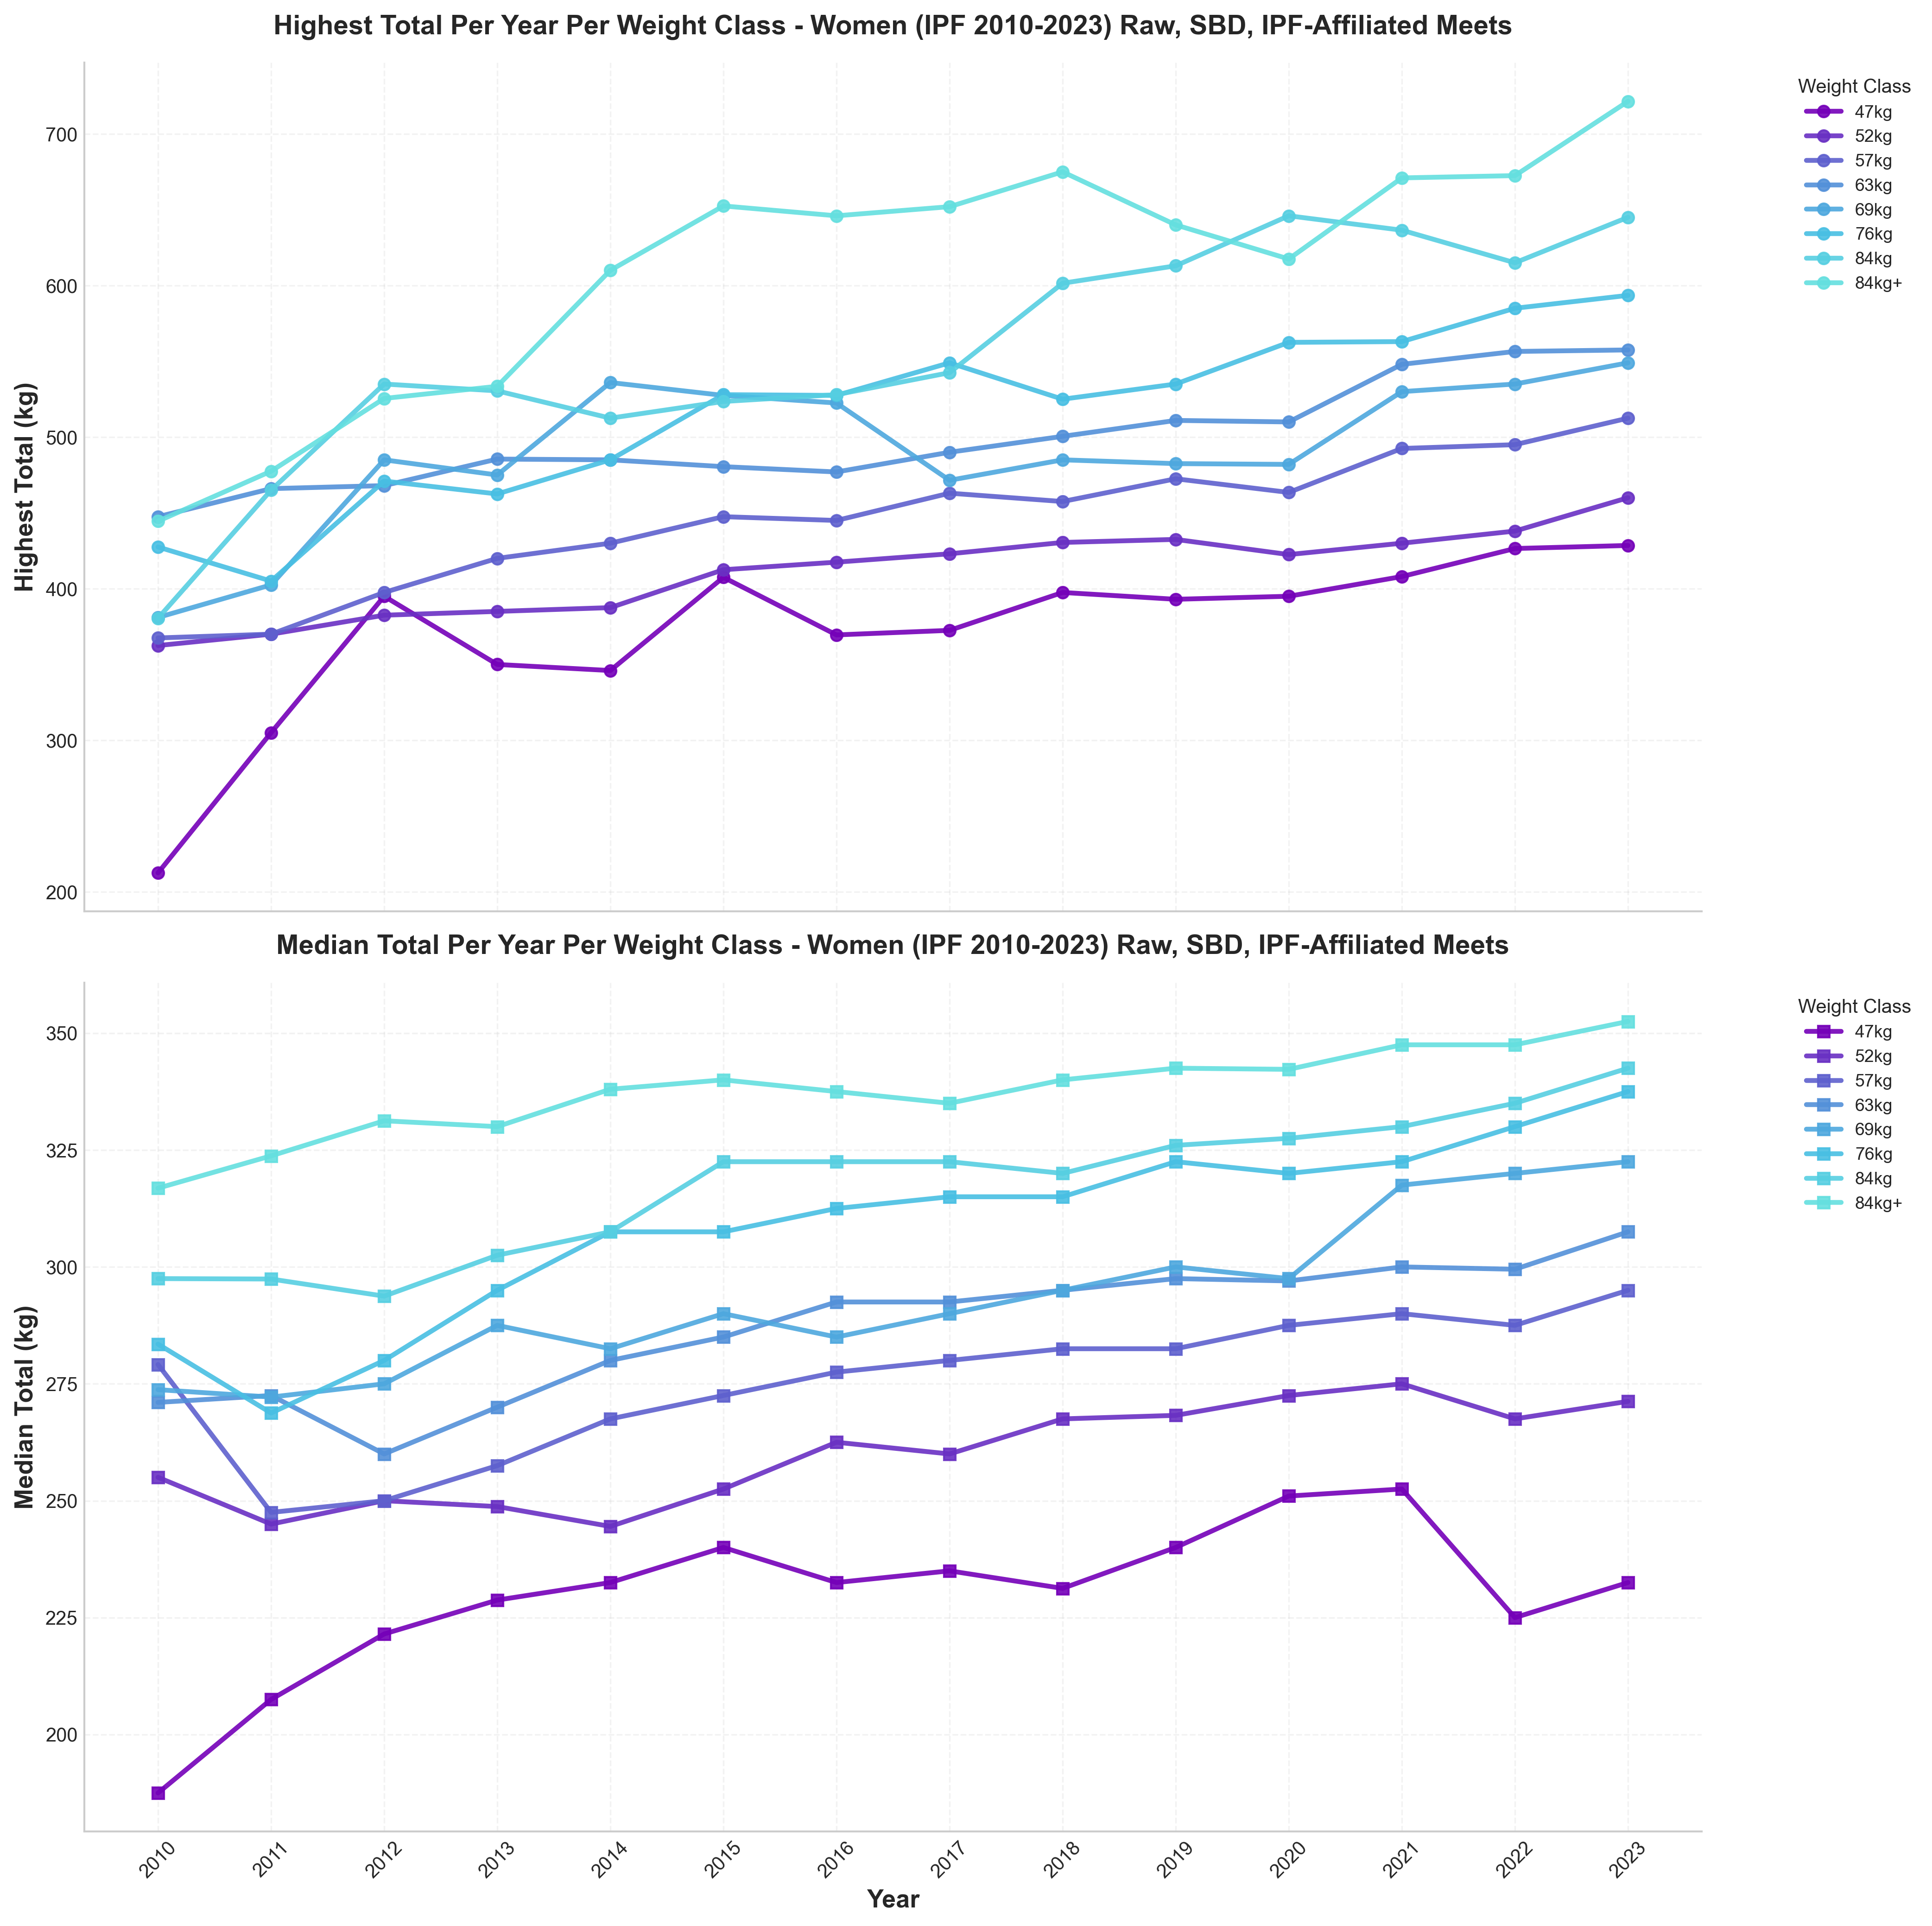 Highest Total Per Year Per Weight Class - Women (IPF 2010-2023) Raw, SBD, IPF-Affiliated Meets
Highest Total (kg)
700
600
500
400
300
200
Weight Class
47kg
52kg
57kg
63kg
69kg
76kg
84kg
84kg+
Median Total Per Year Per Weight Class - Women (IPF 2010-2023) Raw, SBD, IPF-Affiliated Meets
Median Total (kg)
350
325
300
275
250
225
200
Weight Class
47kg
52kg
57kg
63kg
69kg
76kg
84kg
84kg+
2010 2011 2012 2013 2014 2015 2016 2017 2018 2019 2020 2021 2022 2023
Year